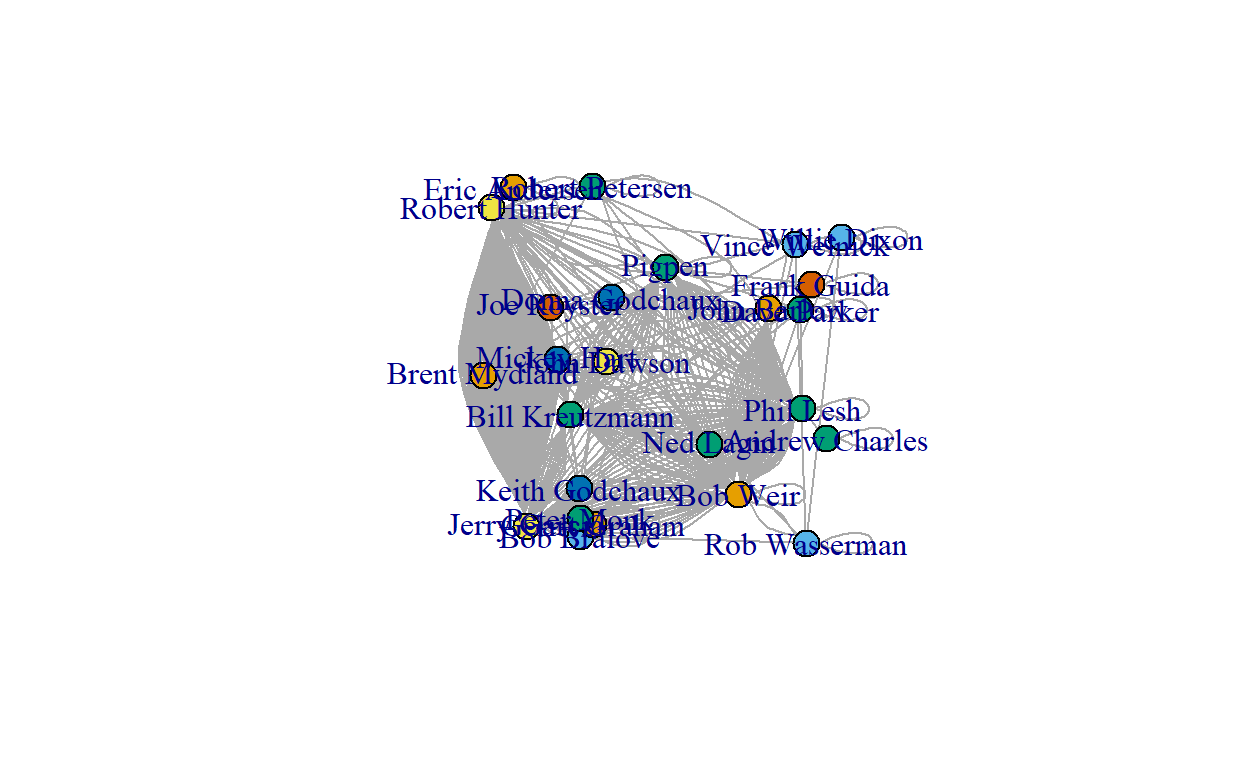 Eric Andersen
Robert Petersen
Robert Hunter
Vince Welnick
Willie Dixon
Pigpen
Frank Guida
Donna Godchaux
Joe Royster
John Barlow
Dave Parker
Mickey Hart
John Dawson
Brent Mydland
Bill Kreutzmann
Phil Lesh
Ned Lagin
Andrew Charles
Keith Godchaux
Bob Weir
Peter Monk
Jerry Garcia
Graham
Bob Bralove
Rob Wasserman